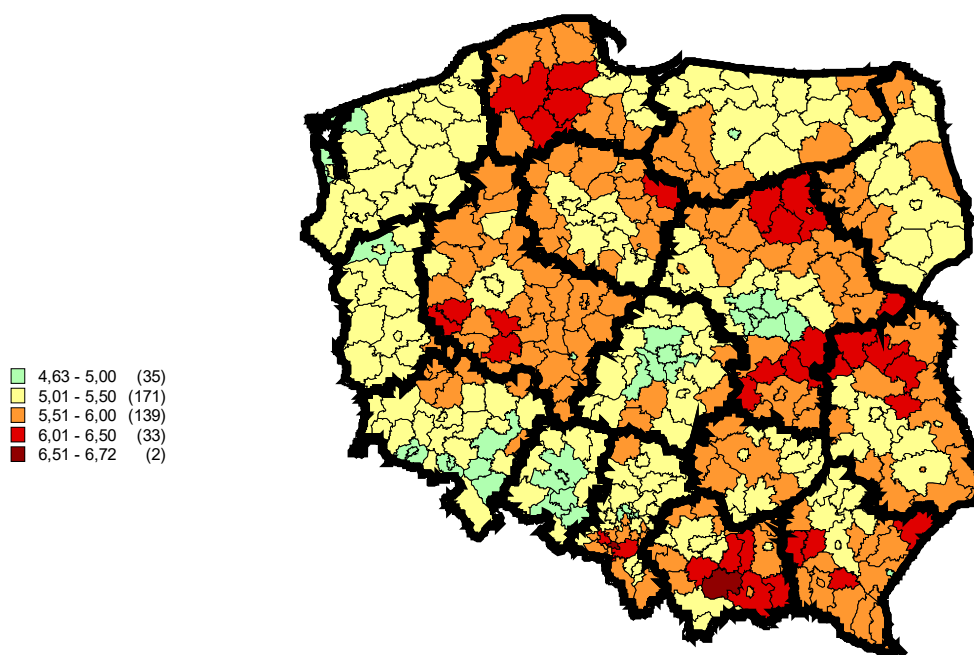 4,63 - 5,00 (35)
5,01 - 5,50 (171)
5,51 - 6,00 (139)
6,01 - 6,50 (33)
6,51 - 6,72 (2)